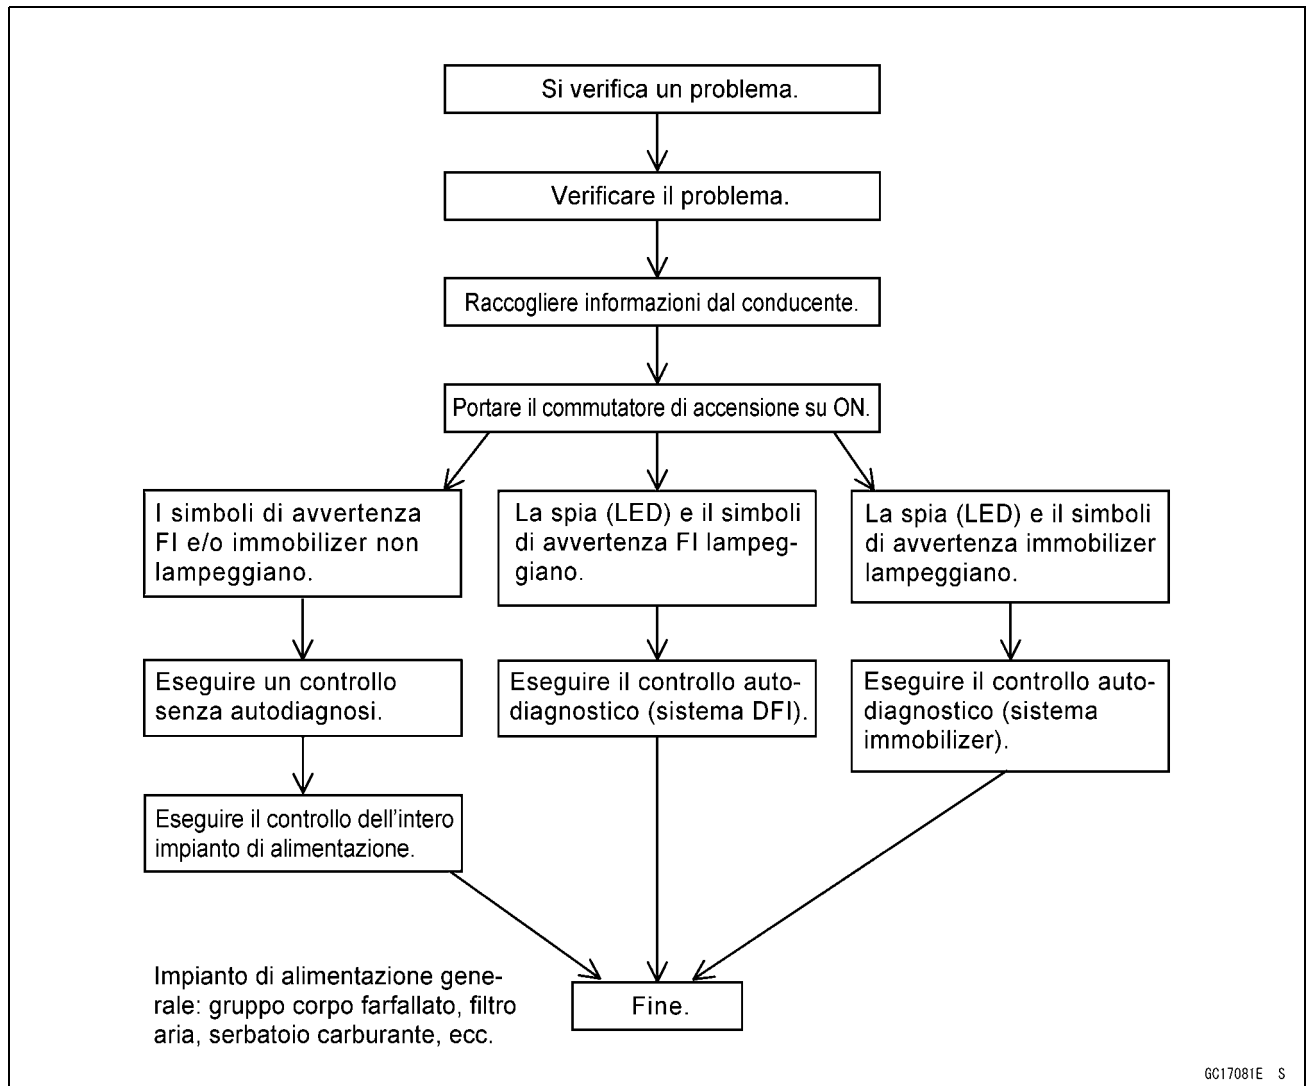 Si verifica un problema.
Verificare il problema.
Raccogliere informazioni dal conducente.
Portare il commutatore di accensione su ON.
I simboli di avvertenza
FI e/o immobilizer non
lampeggiano.
La spia (LED) e il simboli
di avvertenza FI lampeg-
giano.
La spia (LED) e il simboli
di avvertenza immobilizer
lampeggiano.
Eseguire un controllo
senza autodiagnosi.
Eseguire il controllo auto-
diagnostico (sistema DFI).
Eseguire il controllo auto-
diagnostico (sistema
immobilizer).
Eseguire il controllo dell'intero
impianto di alimentazione.
Impianto di alimentazione gene-
rale: gruppo corpo farfallato, filtro
aria, serbatoio carburante, ecc.
Fine.
GC17081E S